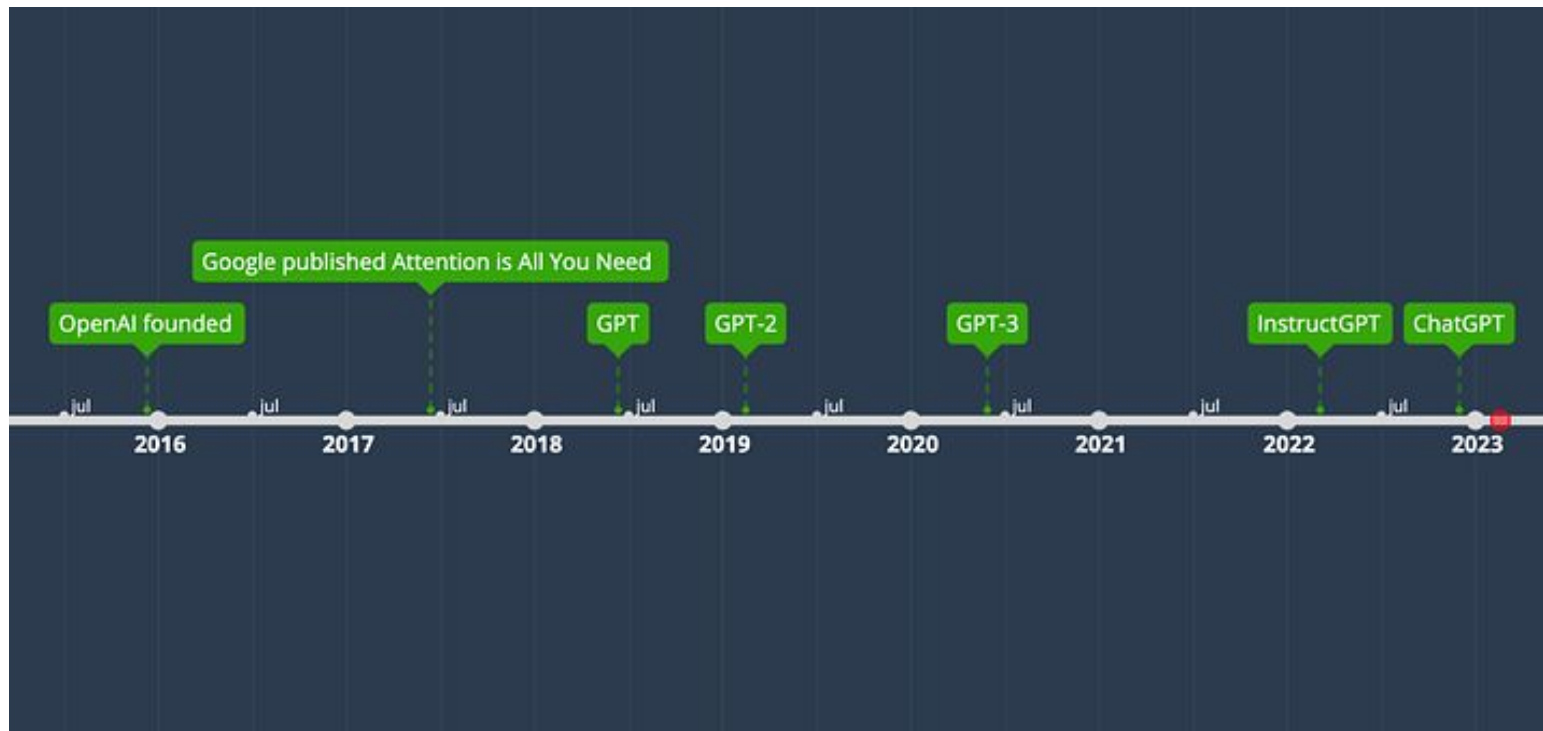 Google published Attention is All You Need
OpenAI founded
GPT
GPT-2
GPT-3
InstructGPT
ChatGPT
jul
jul
jul
jul
jul
jul
jul
jul
2016
2017
2018
2019
2020
2021
2022
2023